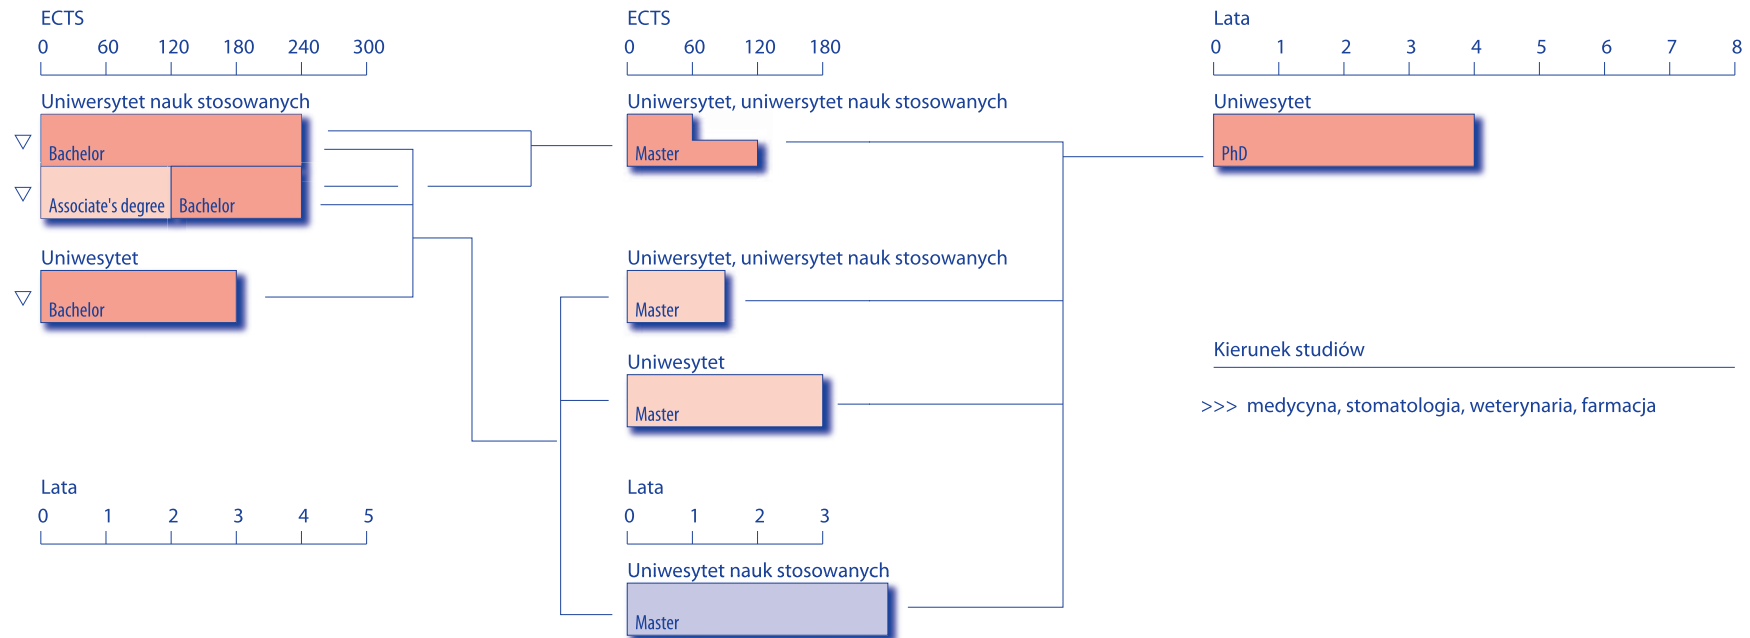 ECTS
0 60 120 180 240 300
Uniwersytet nauk stosowanych
Bachelor
Associate's degree Bachelor
Uniwesytet
Bachelor
Lata
0 1 2 3 4 5
ECTS
0 60 120 180
Uniwersytet, uniwersytet nauk stosowanych
Master
Uniwersytet, uniwersytet nauk stosowanych
Master
Uniwesytet
Master
Lata
0 1 2 3
Uniwesytet nauk stosowanych
Master
Lata
0 1 2 3 4 5 6 7 8
Uniwesytet
PhD
Kierunek studiów
>>> medycyna, stomatologia, weterynaria, farmacja